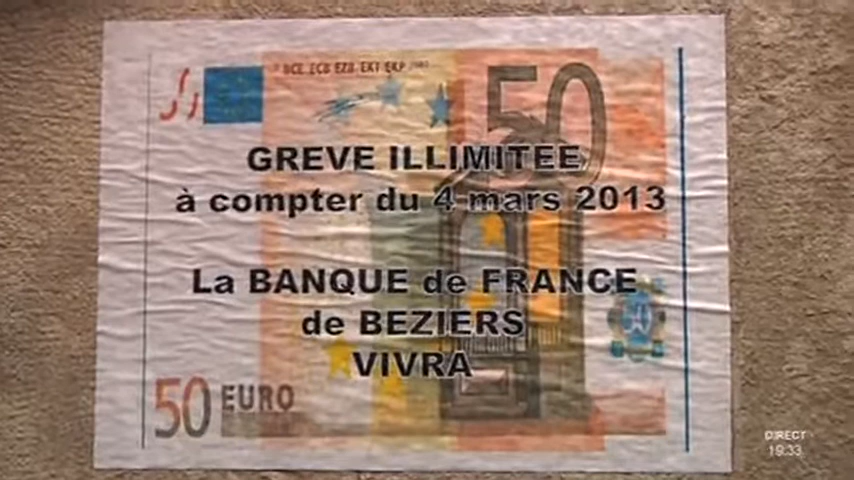 BCE ECB EZB EKT EKP
50
GREVE ILLIMITEE
à compter du 4 mars 2013
La BANQUE de FRANCE
de BEZIERS
VIVRA
50 EURO
DIRECT
19:33